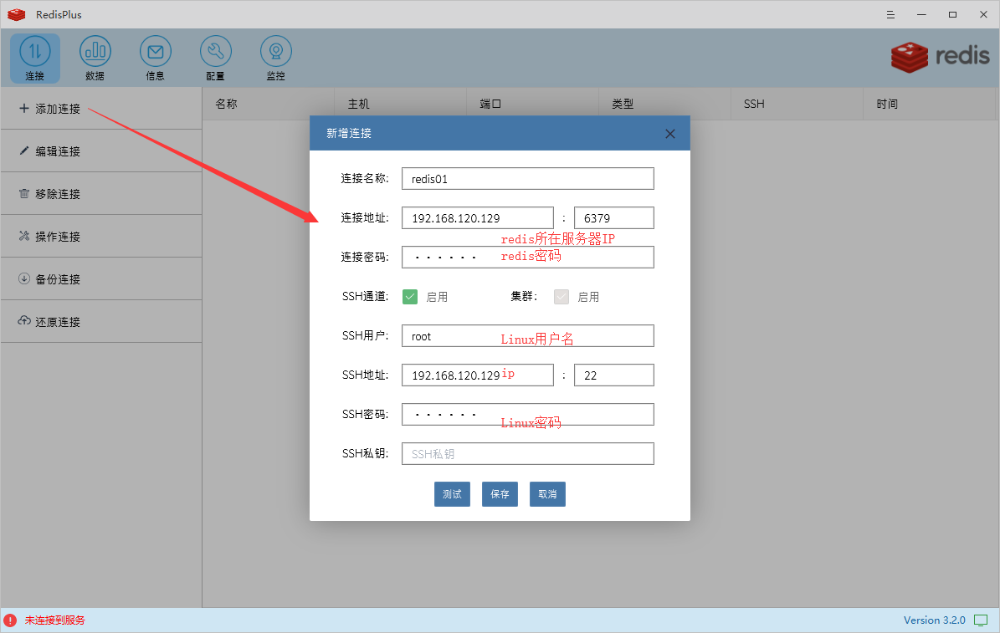 RedisPlus
连接 数据 信息 配置 监控
redis
添加连接
编辑连接
移除连接
操作连接
备份连接
还原连接
名称 主机 端口 类型 SSH 时间
新增连接
连接名称: redis01
连接地址: 192.168.120.129 : 6379
redis所在服务器IP
连接密码: ······ redis密码
SSH通道: 启用 集群: 启用
SSH用户: root Linux用户名
SSH地址: 192.168.120.129 ip : 22
SSH密码: ······ Linux密码
SSH私钥: SSH私钥
测试 保存 取消
未连接到服务
Version 3.2.0